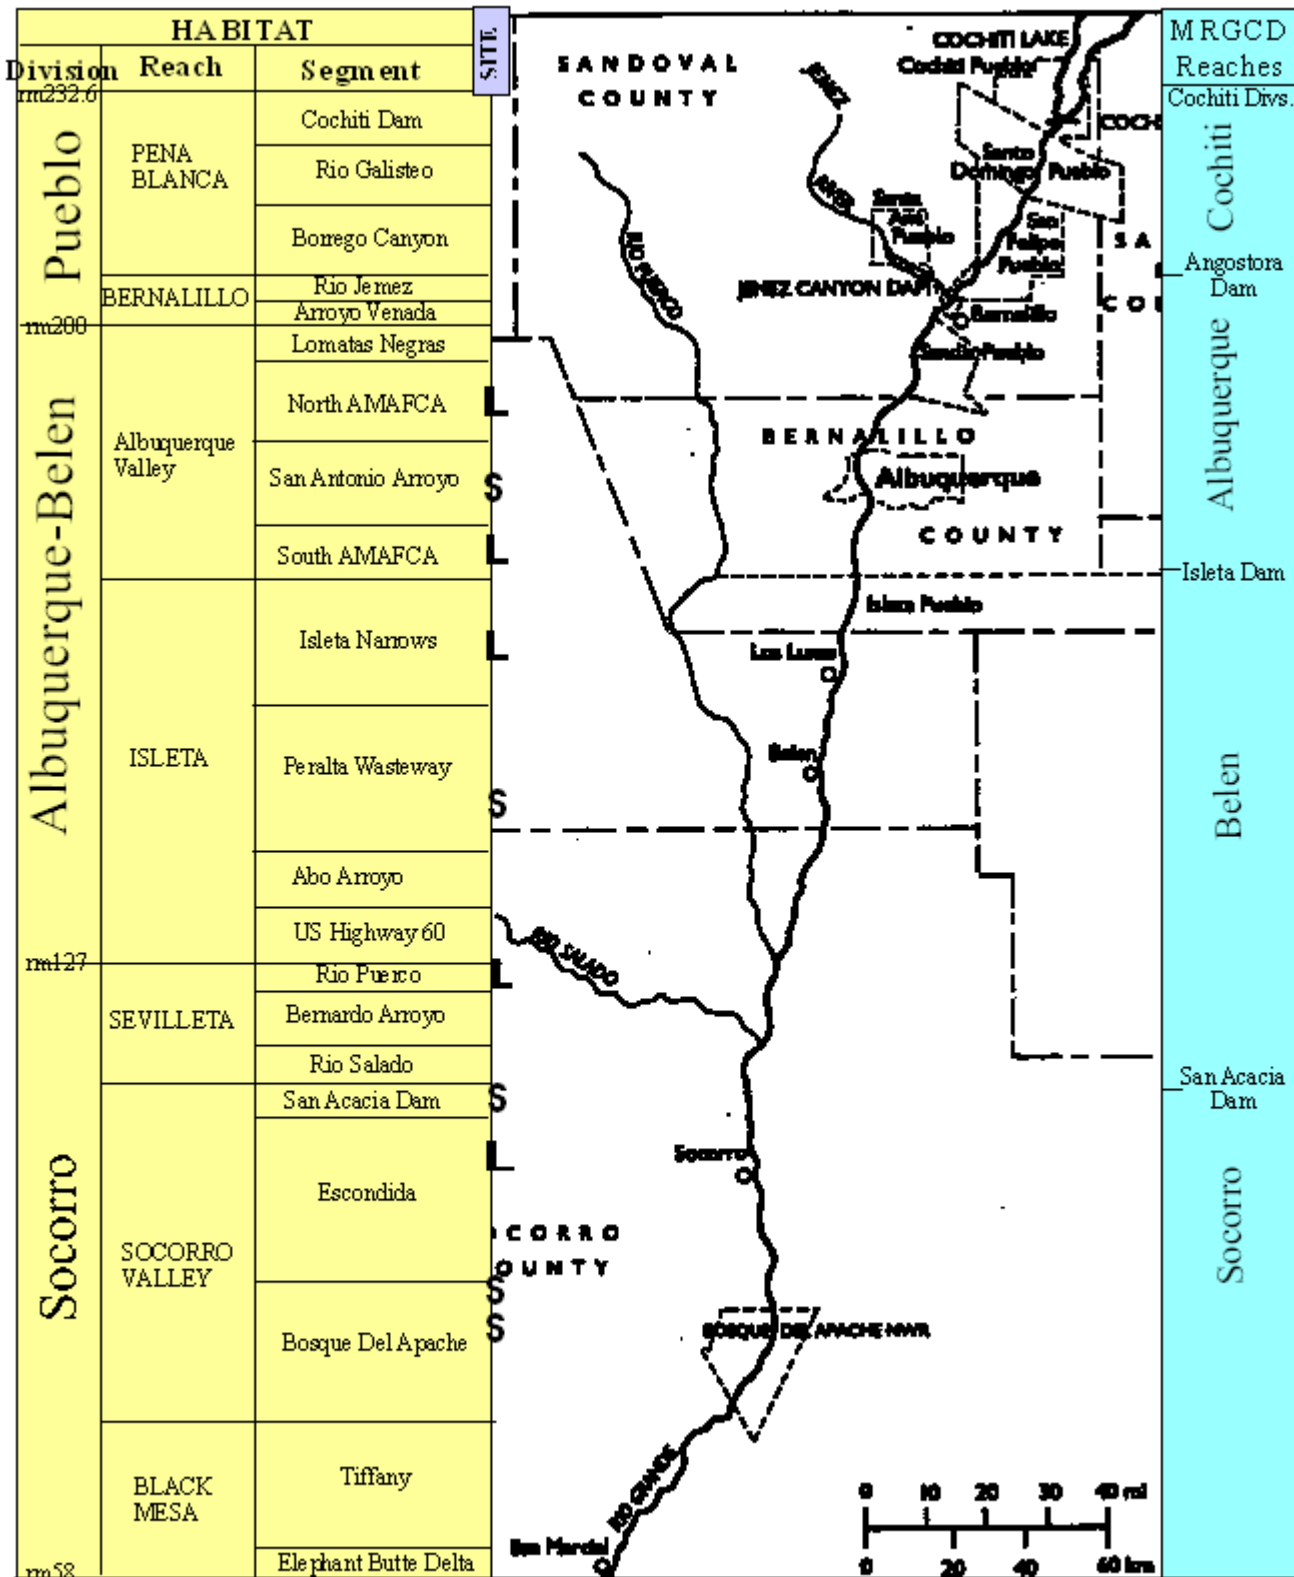 HABITAT
SITE
MRGCD
Reaches
Division
Reach
Segment
rm232.6
Pueblo
PENA
BLANCA
Cochiti Dam
Rio Galisteo
Borrego Canyon
BERNALILLO
Rio Jemez
Arroyo Venada
rm200
Albuquerque-Belen
Albuquerque
Valley
Lomatas Negras
North AMAFCA
San Antonio Arroyo
South AMAFCA
ISLETA
Isleta Narrows
Peralta Wasteway
Abo Arroyo
US Highway 60
rm127
Socorro
SEVILLETA
Rio Puerco
Bernardo Arroyo
Rio Salado
SOCORRO
VALLEY
San Acacia Dam
Escondida
Bosque Del Apache
BLACK
MESA
Tiffany
Elephant Butte Delta
rm58
L
S
L
L
S
L
S
L
S
S
SANDOVAL
COUNTY
COCHITI LAKE
Cochiti Pueblo
COCH
JEMEZ
RIVER
Santo
Domingo Pueblo
Santa
Ana
Pueblo
San
Felipe
Pueblo
S A
C O U
RIO PUERCO
JEMEZ CANYON DAM
Bernalillo
Sandia Pueblo
BERNALILLO
Albuquerque
COUNTY
Isleta Pueblo
Los Lunas
Belen
RIO SALADO
Socorro
OCORRO
OUNTY
BOSQUE DEL APACHE NWR
RIO GRANDE
San Marcial
0 10 20 30 40 mi
0 20 40 60 km
Cochiti Divs.
Cochiti
Angostora
Dam
Albuquerque
Isleta Dam
Belen
San Acacia
Dam
Socorro